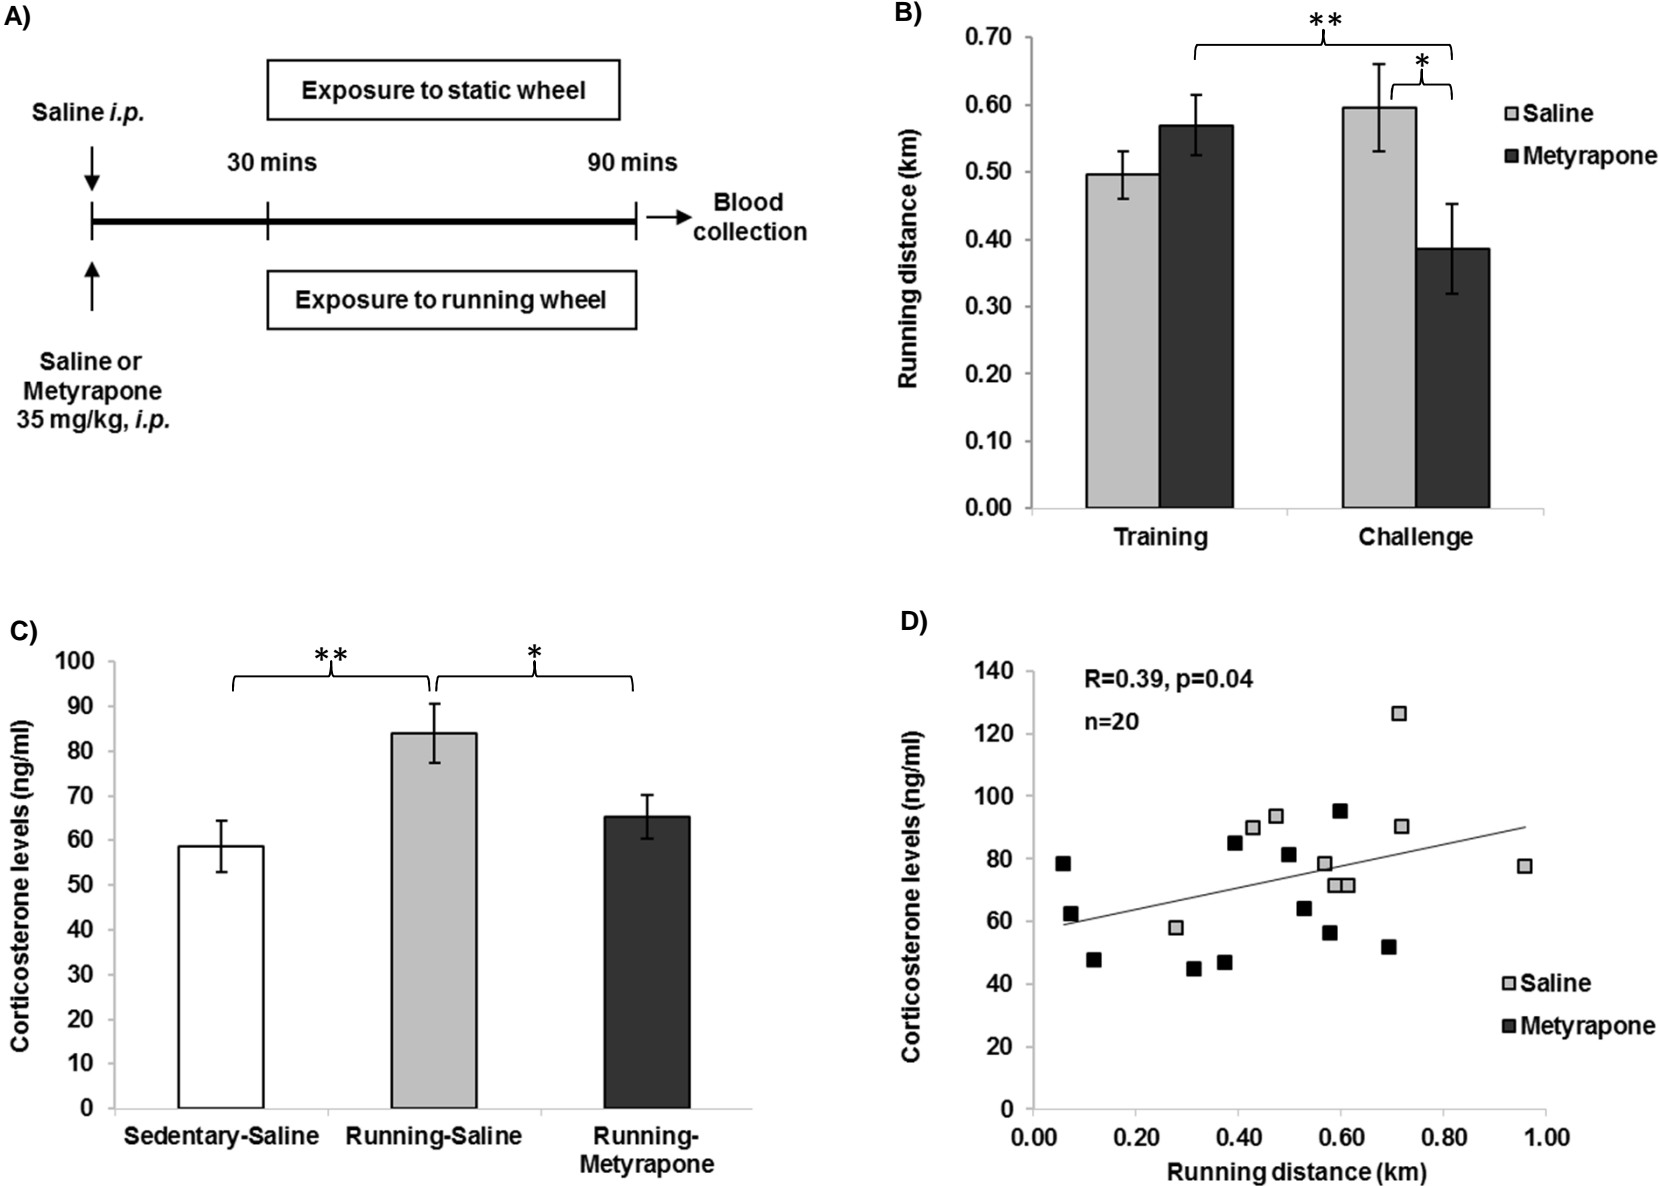 A)
Exposure to static wheel
Saline i.p.
30 mins
90 mins
Blood
collection
Exposure to running wheel
Saline or
Metyrapone
35 mg/kg, i.p.
B)
**
*
0.70
0.60
0.50
0.40
0.30
0.20
0.10
0.00
Running distance (km)
Training
Challenge
Saline
Metyrapone
C)
**
*
100
90
80
70
60
50
40
30
20
10
0
Corticosterone levels (ng/ml)
Sedentary-Saline
Running-Saline
Running-
Metyrapone
D)
140
120
100
80
60
40
20
0
Corticosterone levels (ng/ml)
R=0.39, p=0.04
n=20
Saline
Metyrapone
0.00
0.20
0.40
0.60
0.80
1.00
Running distance (km)